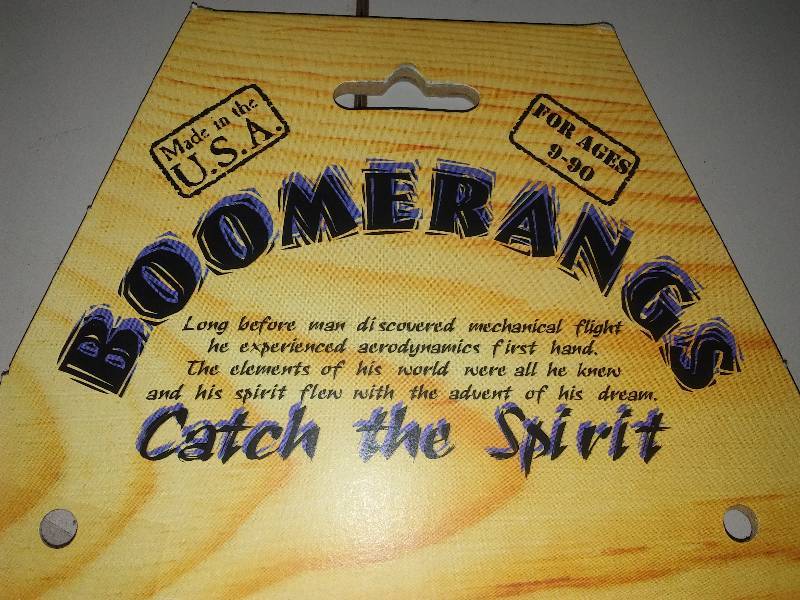 Made in the
U.S.A.
FOR AGES
9-90
BOOMERANGS
Long before man discovered mechanical flight
he experienced aerodynamics first hand.
The elements of his world were all he knew
and his spirit flew with the advent of his dream.
Catch the Spirit